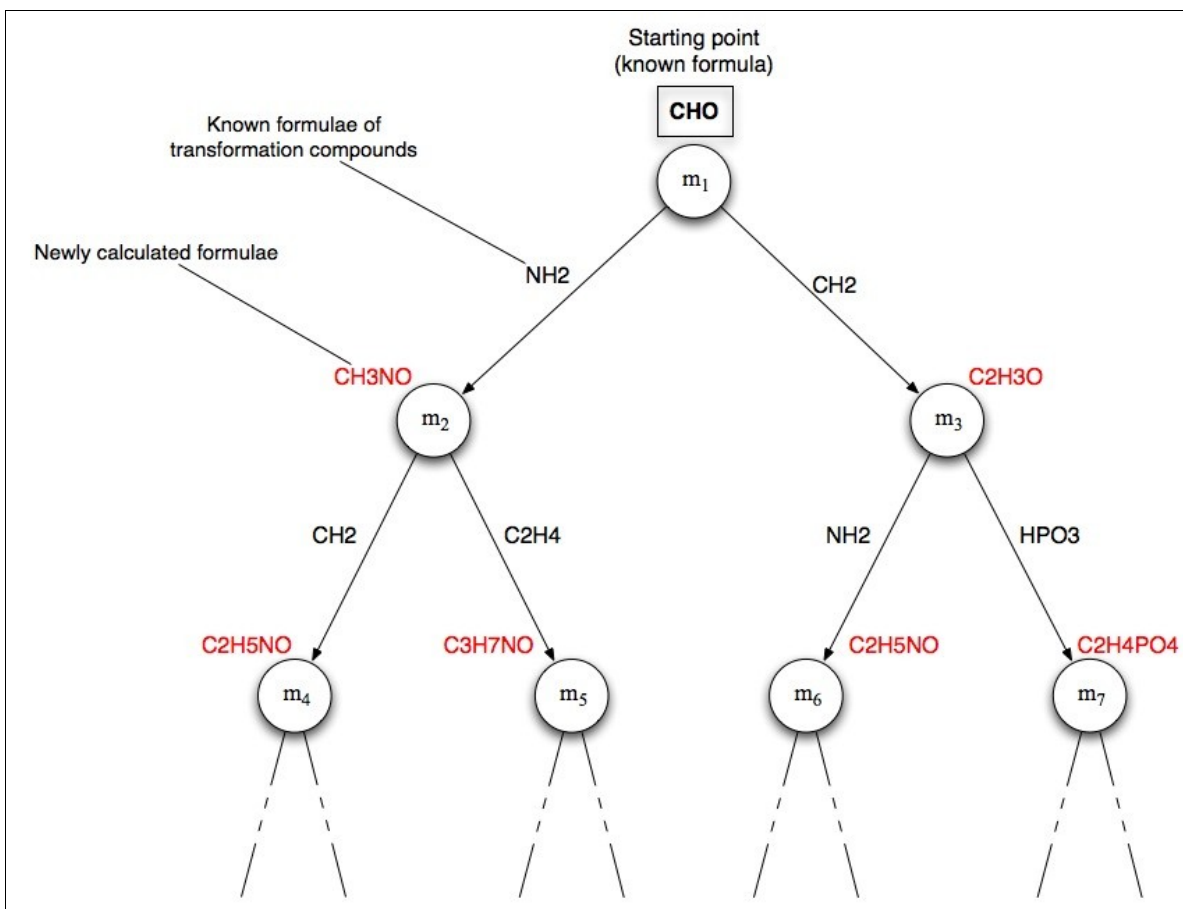 Starting point
(known formula)
CHO
Known formulae of
transformation compounds
m1
Newly calculated formulae
NH2
CH2
CH3NO
C2H3O
m2
m3
CH2
C2H4
NH2
HPO3
C2H5NO
C3H7NO
C2H5NO
C2H4PO4
m4
m5
m6
m7